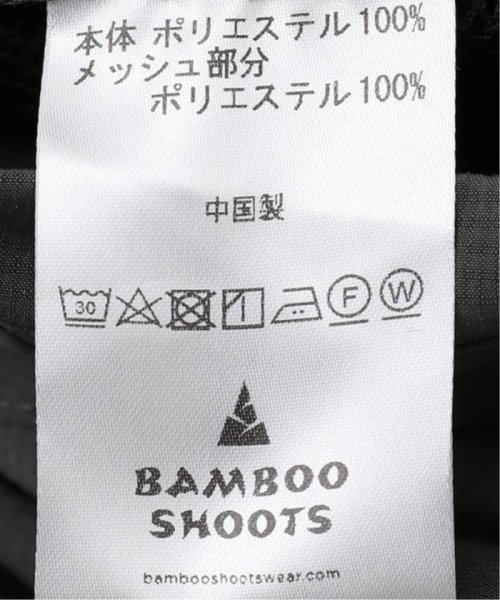 本体 ポリエステル100%
メッシュ部分
ポリエステル100%
中国製
30 F W
BAMBOO
SHOOTS
bambooshootswear.com